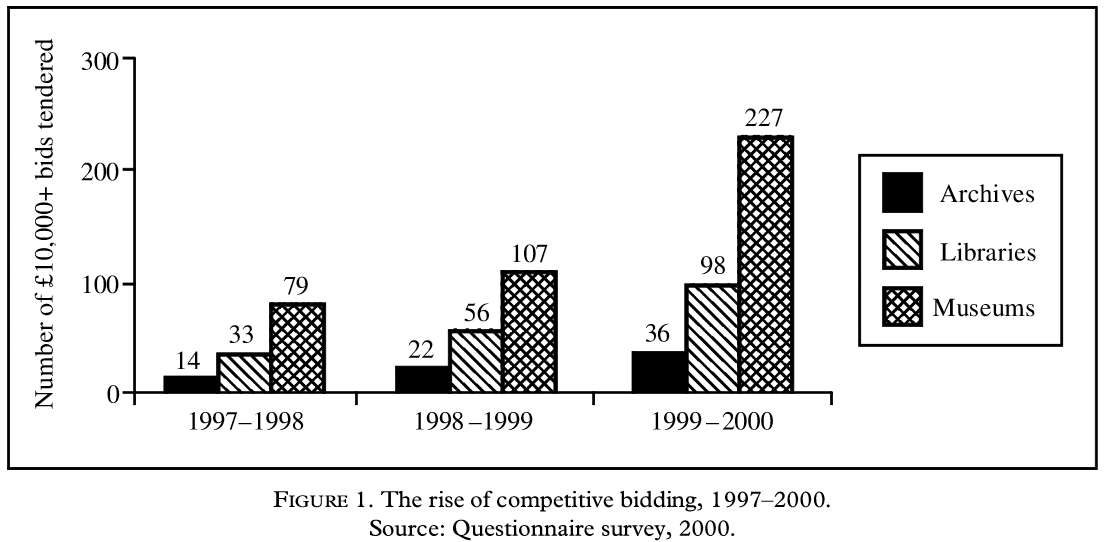 Number of £10,000+ bids tendered
300
200
100
0
14
33
79
22
56
107
36
98
227
1997–1998
1998–1999
1999–2000
Archives
Libraries
Museums
FIGURE 1. The rise of competitive bidding, 1997–2000.
Source: Questionnaire survey, 2000.